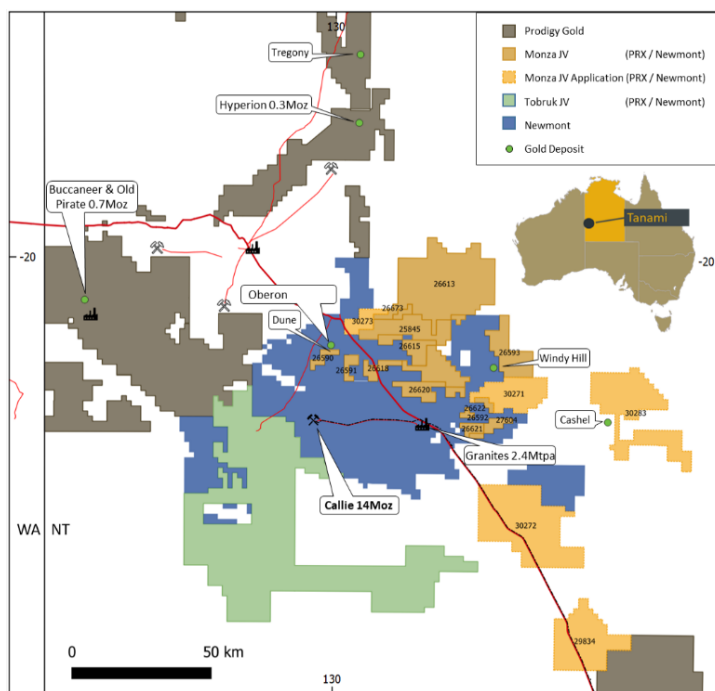 130
Prodigy Gold
Monza JV (PRX / Newmont)
Monza JV Application (PRX / Newmont)
Tobruk JV (PRX / Newmont)
Newmont
Gold Deposit
Tregony
Hyperion 0.3Moz
Buccaneer & Old
Pirate 0.7Moz
Tanami
-20
-20
26613
Oberon
26673
30273
25845
Dune
26615
26590
26593
Windy Hill
26591
26618
26620
30271
30283
26622
Cashel
26592
27604
26621
Granites 2.4Mtpa
Callie 14Moz
30272
WA
NT
29834
0
50 km
130